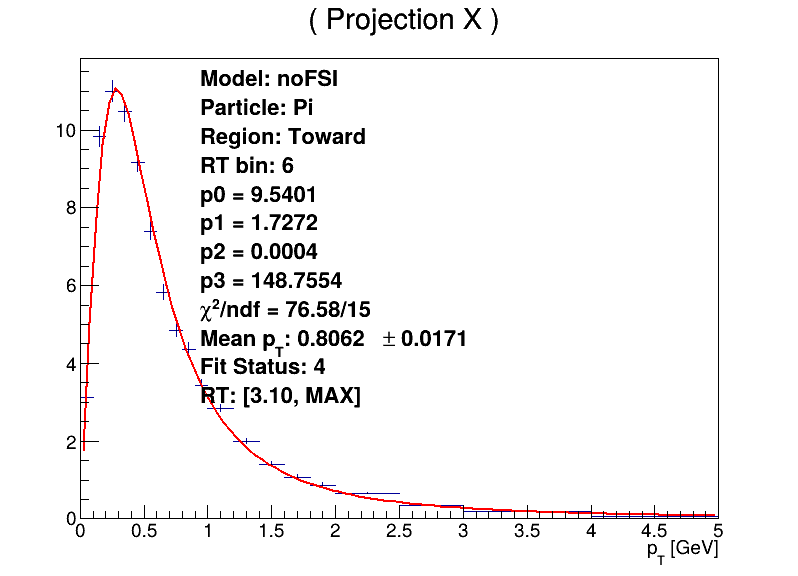 ( Projection X )
Model: noFSI
Particle: Pi
Region: Toward
RT bin: 6
p0 = 9.5401
p1 = 1.7272
p2 = 0.0004
p3 = 148.7554
χ²/ndf = 76.58/15
Mean p_T: 0.8062 ± 0.0171
Fit Status: 4
RT: [3.10, MAX]
10
8
6
4
2
0
0 0.5 1 1.5 2 2.5 3 3.5 4 4.5 5
p_T [GeV]